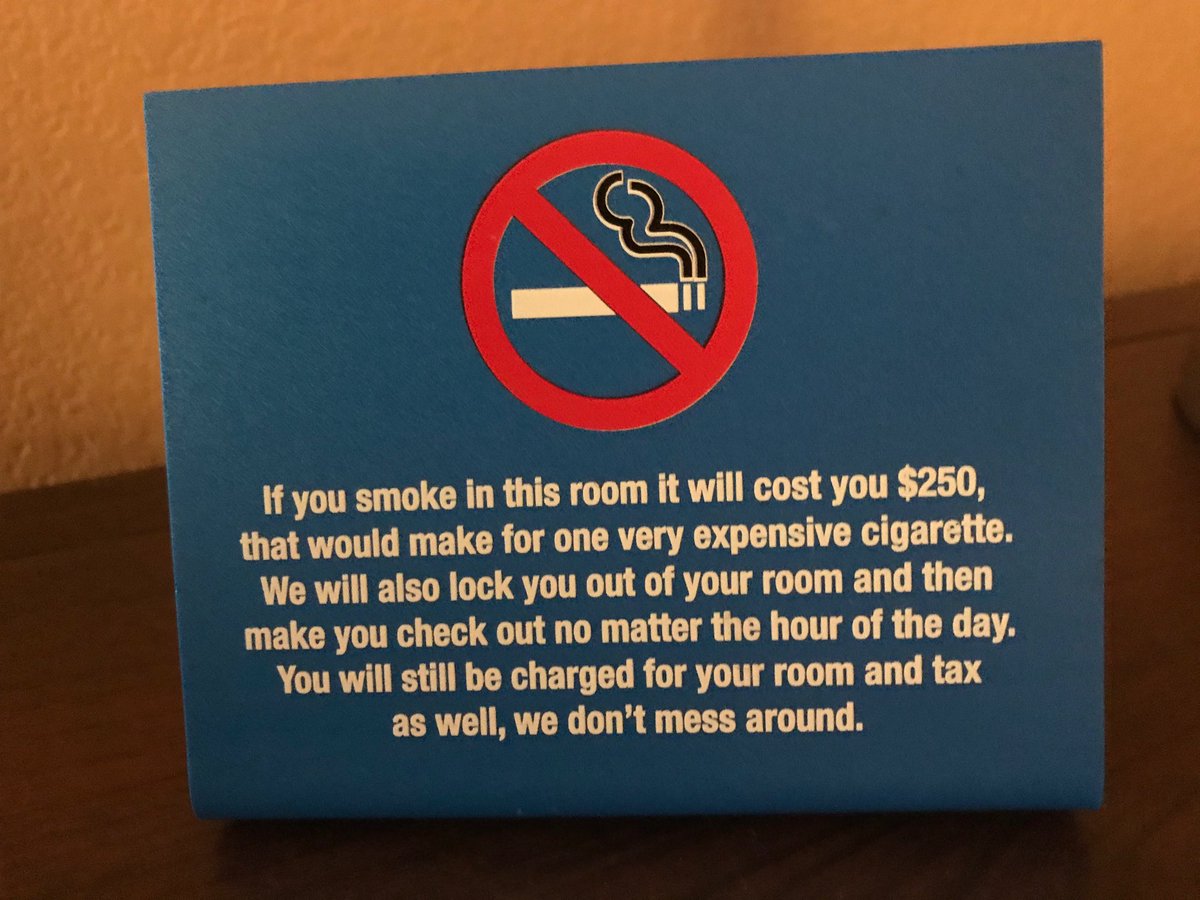 If you smoke in this room it will cost you $250,
that would make for one very expensive cigarette.
We will also lock you out of your room and then
make you check out no matter the hour of the day.
You will still be charged for your room and tax
as well, we don't mess around.